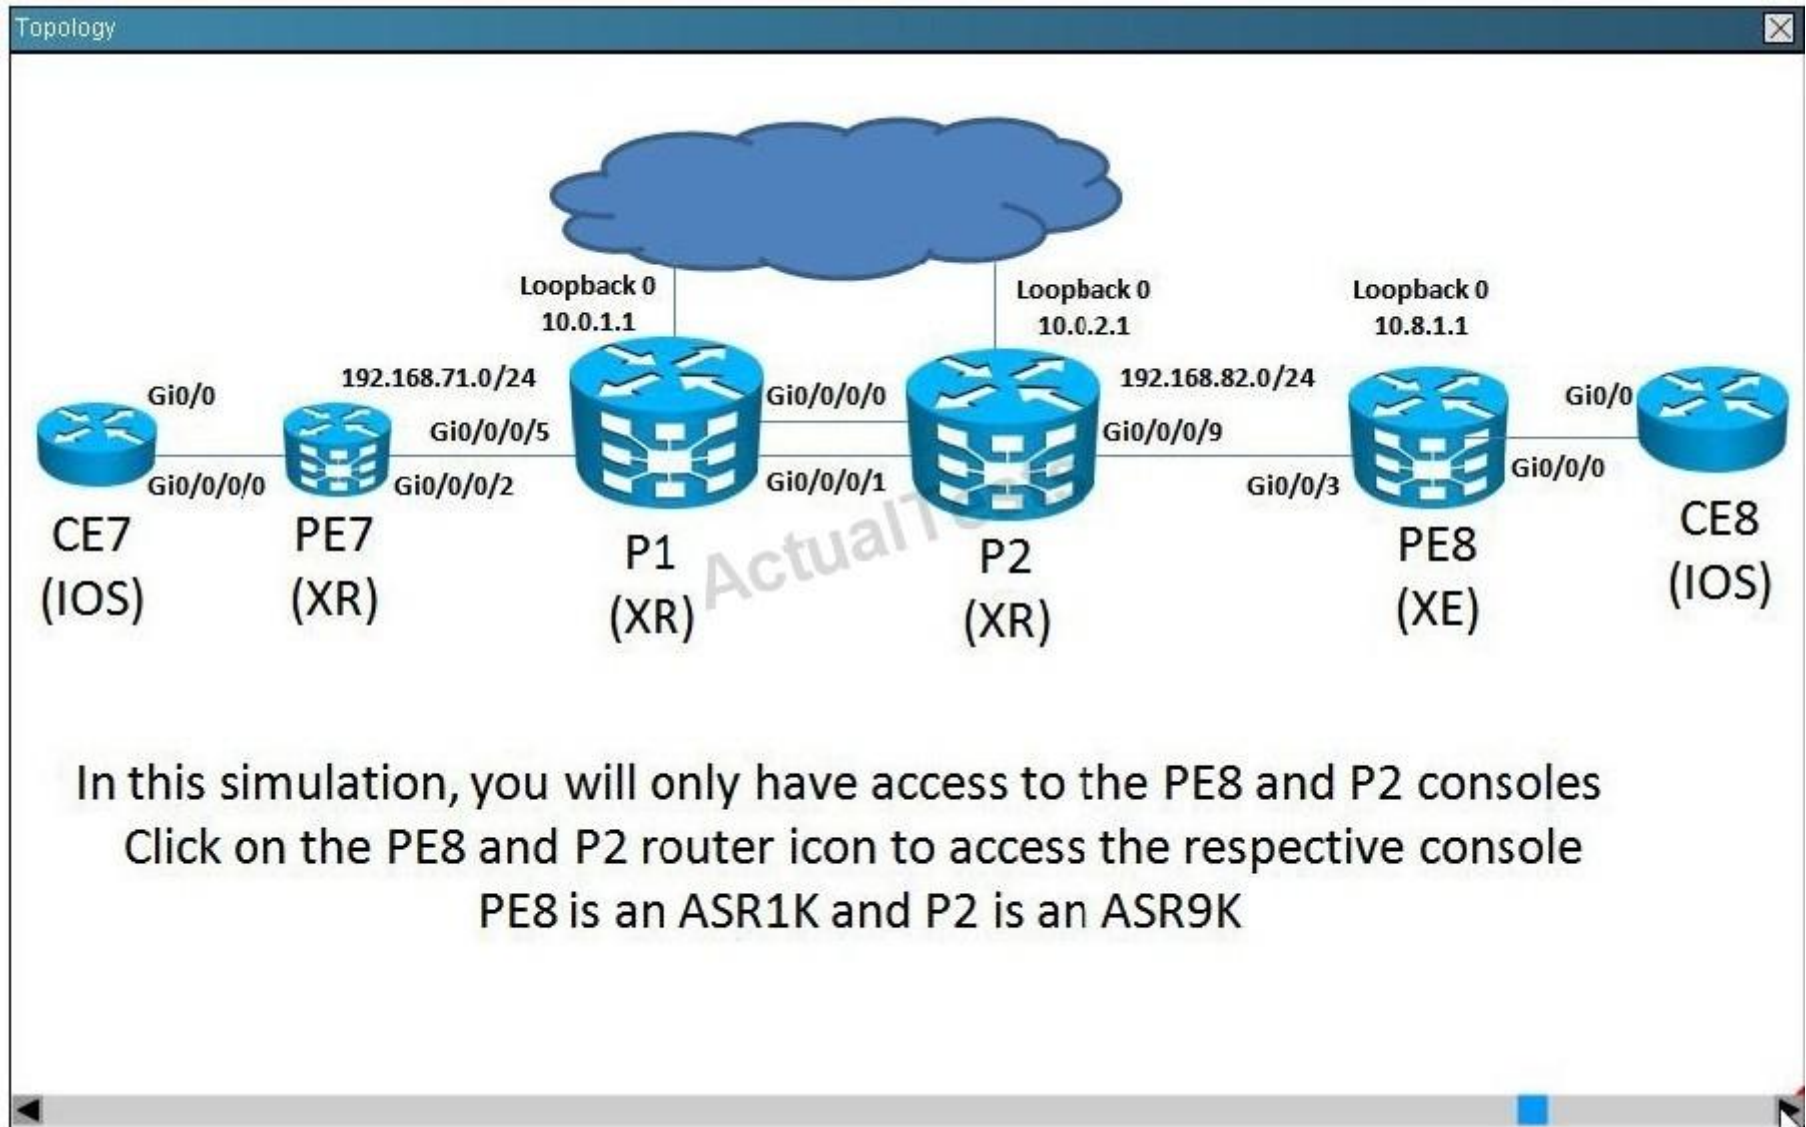 Topology
Loopback 0
10.0.1.1
Loopback 0
10.0.2.1
Loopback 0
10.8.1.1
192.168.71.0/24
192.168.82.0/24
Gi0/0
Gi0/0/0/0
Gi0/0/0/5
Gi0/0/0/2
Gi0/0/0/0
Gi0/0/0/1
Gi0/0/0/9
Gi0/0/3
Gi0/0
Gi0/0/0
CE7
(IOS)
PE7
(XR)
P1
(XR)
P2
(XR)
PE8
(XE)
CE8
(IOS)
In this simulation, you will only have access to the PE8 and P2 consoles
Click on the PE8 and P2 router icon to access the respective console
PE8 is an ASR1K and P2 is an ASR9K